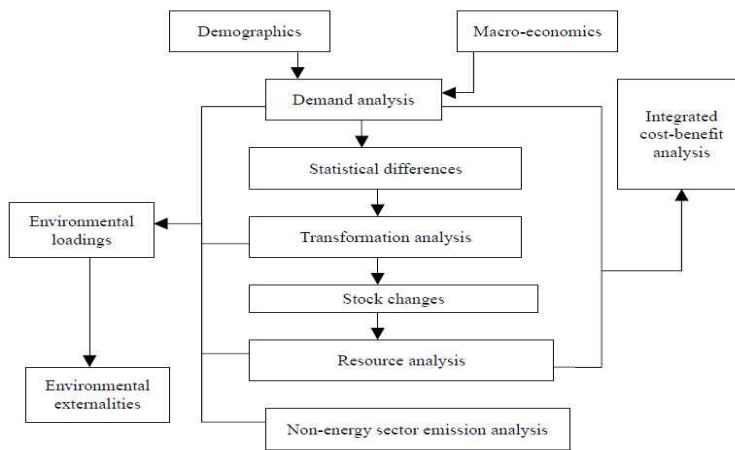 Demographics
Macro-economics
Demand analysis
Integrated
cost-benefit
analysis
Statistical differences
Environmental
loadings
Transformation analysis
Stock changes
Resource analysis
Environmental
externalities
Non-energy sector emission analysis